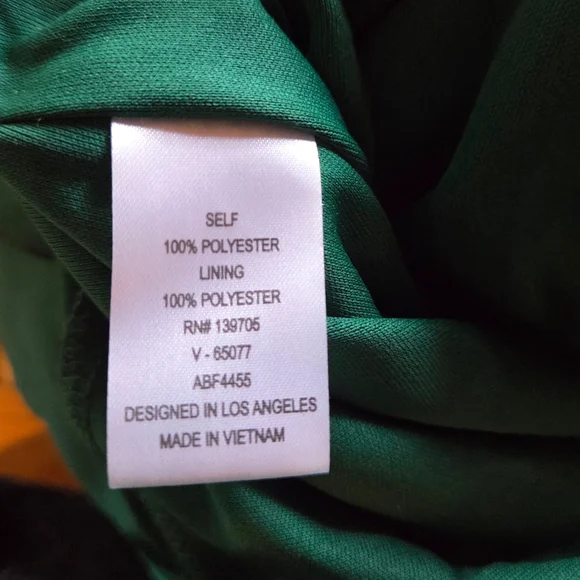 SELF
100% POLYESTER
LINING
100% POLYESTER
RN# 139705
V - 65077
ABF4455
DESIGNED IN LOS ANGELES
MADE IN VIETNAM